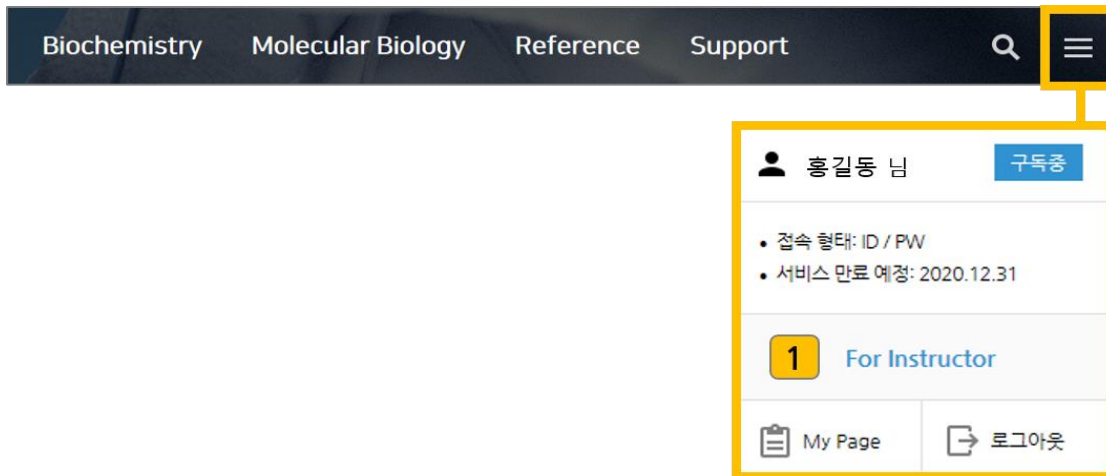 Biochemistry Molecular Biology Reference Support
홍길동 님 구독중
• 접속 형태: ID / PW
• 서비스 만료 예정: 2020.12.31
1 For Instructor
My Page 로그아웃